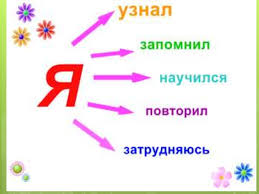 узнал
запомнил
Я
научился
повторил
затрудняюсь